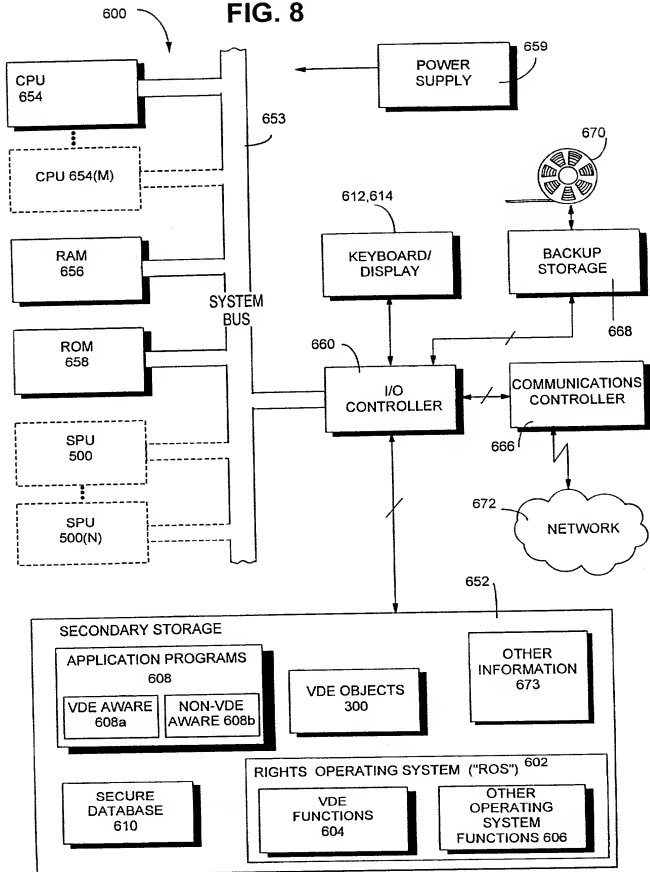 FIG. 8
600
CPU
654
CPU 654(M)
RAM
656
ROM
658
SPU
500
SPU
500(N)
653
SYSTEM
BUS
POWER
SUPPLY
659
670
612,614
KEYBOARD/
DISPLAY
BACKUP
STORAGE
668
660
I/O
CONTROLLER
COMMUNICATIONS
CONTROLLER
666
672
NETWORK
652
SECONDARY STORAGE
APPLICATION PROGRAMS
608
VDE AWARE
608a
NON-VDE
AWARE 608b
VDE OBJECTS
300
OTHER
INFORMATION
673
SECURE
DATABASE
610
RIGHTS OPERATING SYSTEM ("ROS") 602
VDE
FUNCTIONS
604
OTHER
OPERATING
SYSTEM
FUNCTIONS 606